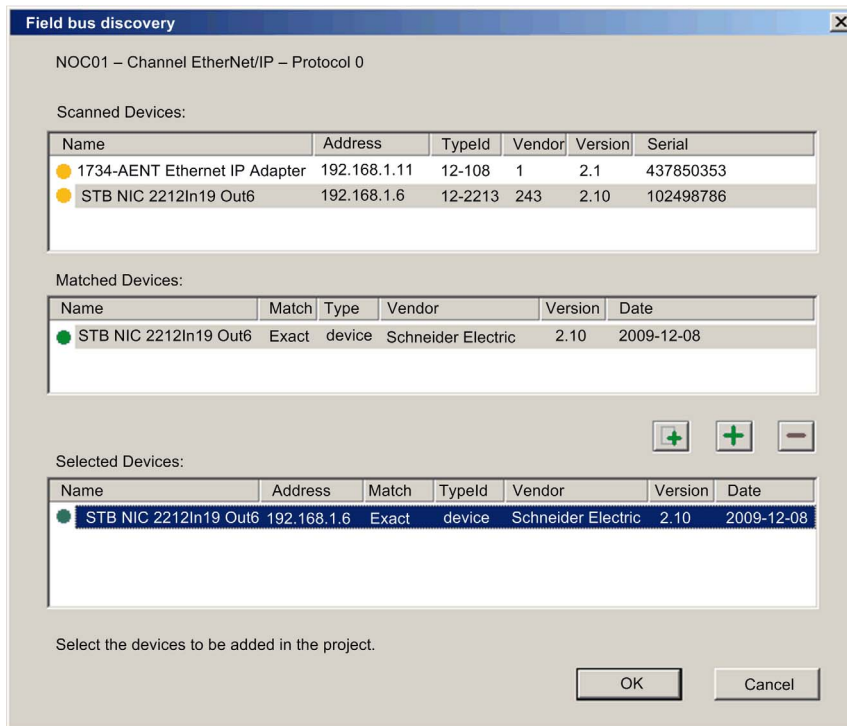 Field bus discovery
NOC01 – Channel EtherNet/IP – Protocol 0
Scanned Devices:
Name Address TypeId Vendor Version Serial
1734-AENT Ethernet IP Adapter 192.168.1.11 12-108 1 2.1 437850353
STB NIC 2212In19 Out6 192.168.1.6 12-2213 243 2.10 102498786
Matched Devices:
Name Match Type Vendor Version Date
STB NIC 2212In19 Out6 Exact device Schneider Electric 2.10 2009-12-08
Selected Devices:
Name Address Match TypeId Vendor Version Date
STB NIC 2212In19 Out6 192.168.1.6 Exact device Schneider Electric 2.10 2009-12-08
Select the devices to be added in the project.
OK Cancel